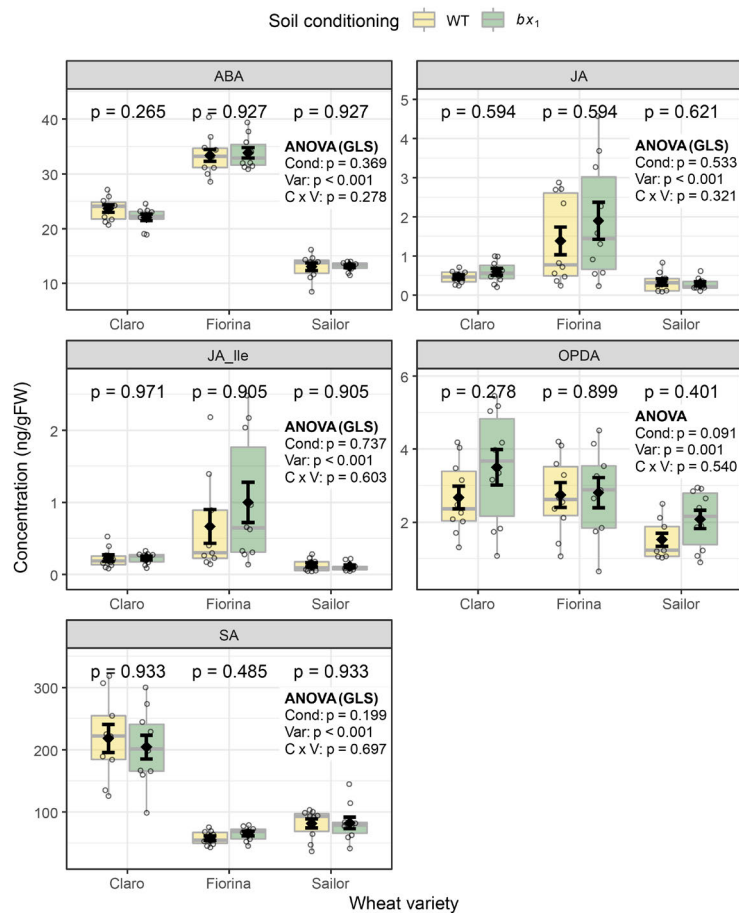 Soil conditioning WT bx1
ABA
p = 0.265 p = 0.927 p = 0.927
ANOVA (GLS)
Cond: p = 0.369
Var: p < 0.001
C x V: p = 0.278
40
30
20
10
Claro Fiorina Sailor
JA
p = 0.594 p = 0.594 p = 0.621
ANOVA (GLS)
Cond: p = 0.533
Var: p < 0.001
C x V: p = 0.321
5
4
3
2
1
0
Claro Fiorina Sailor
Concentration (ng/gFW)
JA_Ile
p = 0.971 p = 0.905 p = 0.905
ANOVA (GLS)
Cond: p = 0.737
Var: p < 0.001
C x V: p = 0.603
2
1
0
Claro Fiorina Sailor
OPDA
p = 0.278 p = 0.899 p = 0.401
ANOVA
Cond: p = 0.091
Var: p = 0.001
C x V: p = 0.540
6
4
2
Claro Fiorina Sailor
SA
p = 0.933 p = 0.485 p = 0.933
ANOVA (GLS)
Cond: p = 0.199
Var: p < 0.001
C x V: p = 0.697
300
200
100
Claro Fiorina Sailor
Wheat variety